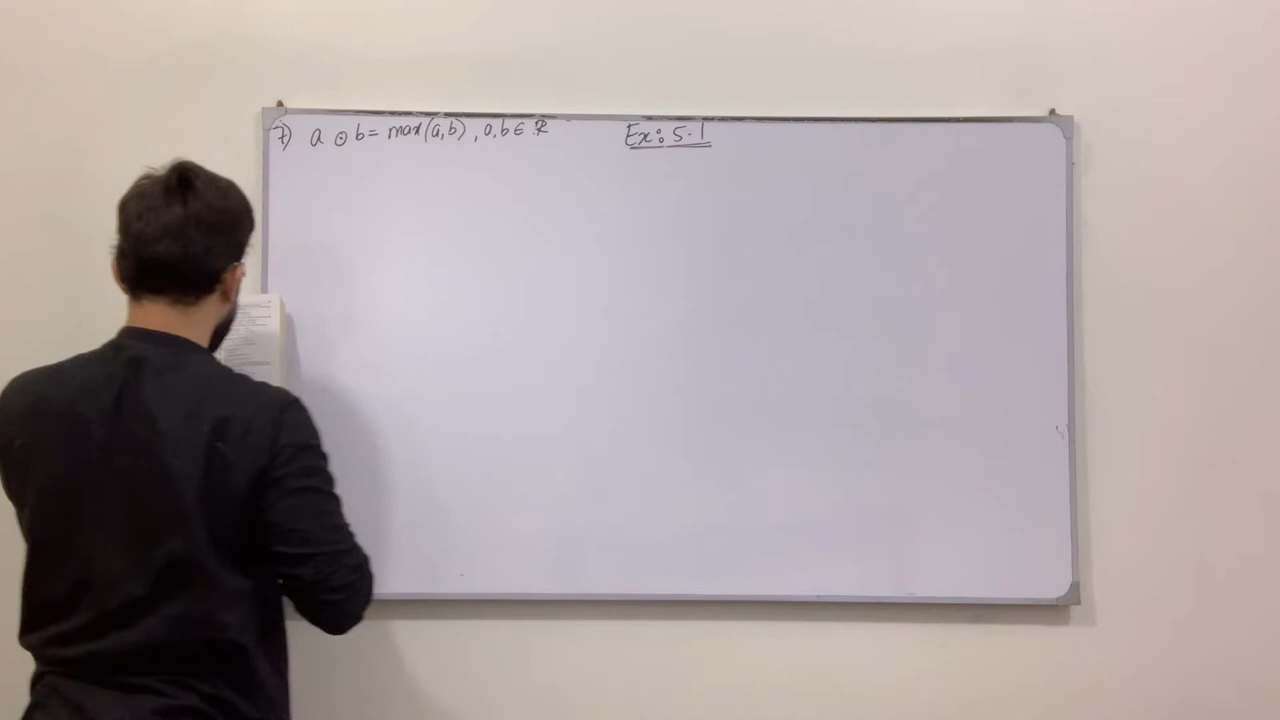 7) a ⊙ b = max(a,b) , a,b ∈ R
Ex: 5.1